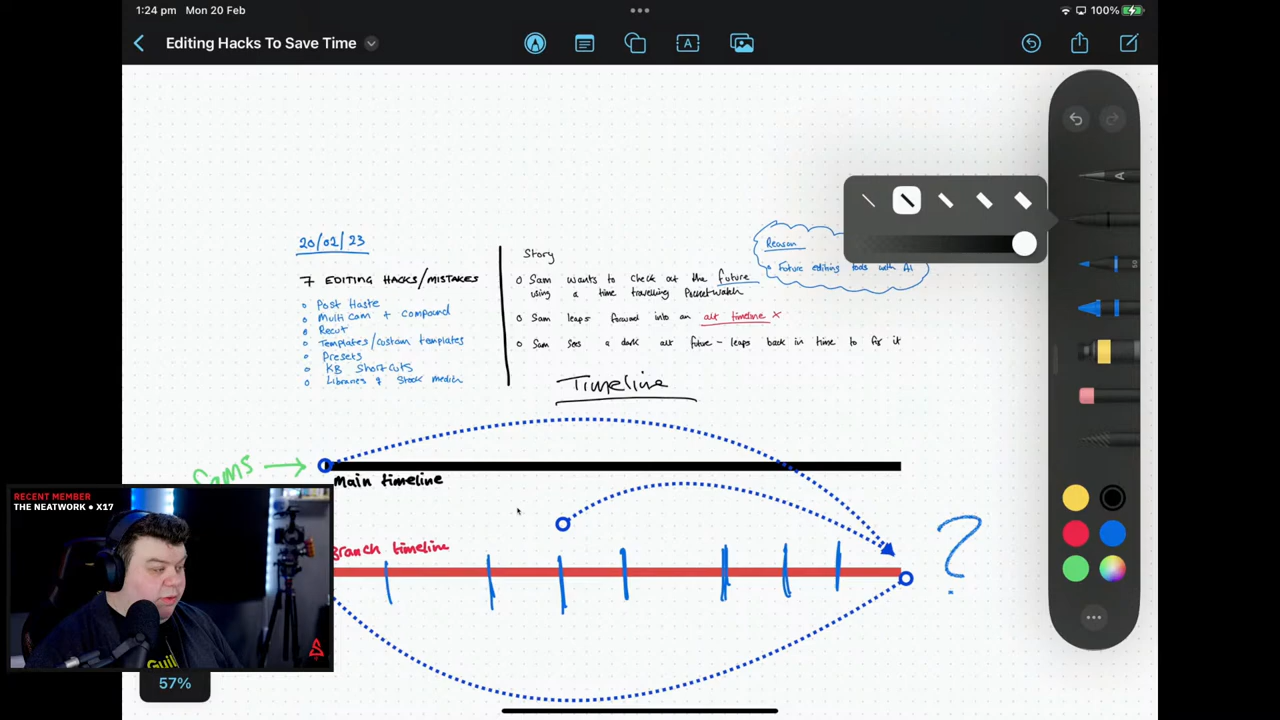 1:24 pm Mon 20 Feb
100%
Editing Hacks To Save Time
A
A
50
20/02/23
7 EDITING HACKS/MISTAKES
Post Haste
Multi cam + compound
Recut
Templates/custom templates
Presets
KB Shortcuts
Libraries & Stock media
Story
Sam wants to check out the future
using a time travelling Pocketwatch
Sam leaps forward into an alt timeline X
Sam sees a dark alt future - leaps back in time to fix it
Reason
Future editing tools with AI
Timeline
Sams
Main timeline
Branch timeline
?
RECENT MEMBER
THE NEATWORK • X17
57%